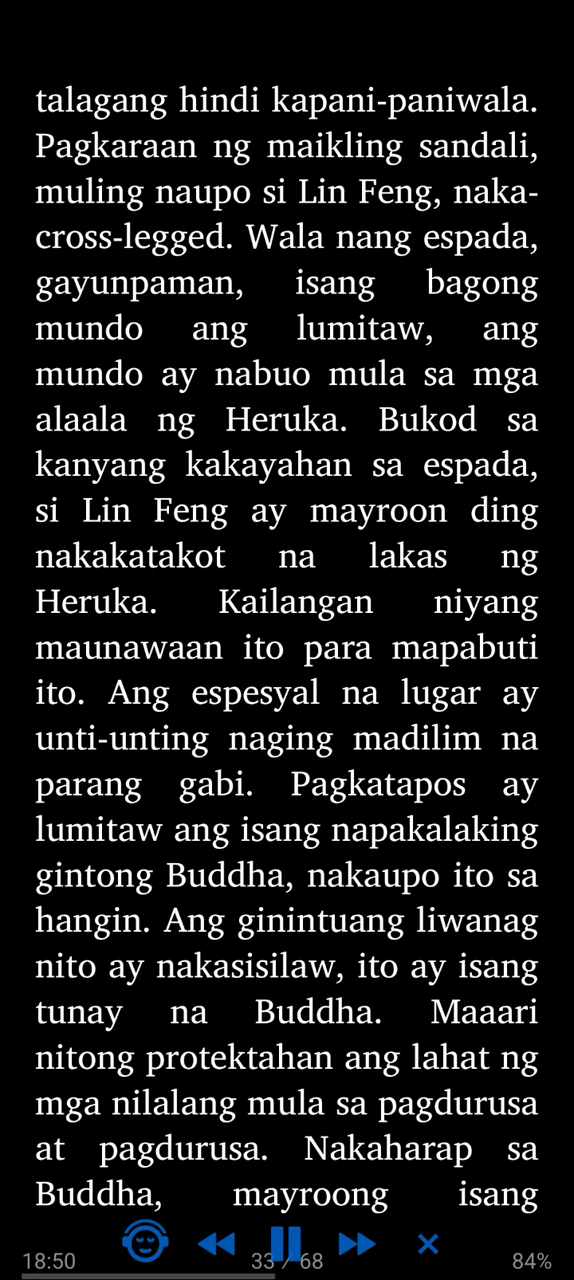 talagang hindi kapani-paniwala.
Pagkaraan ng maikling sandali,
muling naupo si Lin Feng, naka-
cross-legged. Wala nang espada,
gayunpaman, isang bagong
mundo ang lumitaw, ang
mundo ay nabuo mula sa mga
alaala ng Heruka. Bukod sa
kanyang kakayahan sa espada,
si Lin Feng ay mayroon ding
nakakatakot na lakas ng
Heruka. Kailangan niyang
maunawaan ito para mapabuti
ito. Ang espesyal na lugar ay
unti-unting naging madilim na
parang gabi. Pagkatapos ay
lumitaw ang isang napakalaking
gintong Buddha, nakaupo ito sa
hangin. Ang ginintuang liwanag
nito ay nakasisilaw, ito ay isang
tunay na Buddha. Maaari
nitong protektahan ang lahat ng
mga nilalang mula sa pagdurusa
at pagdurusa. Nakaharap sa
Buddha, mayroong isang
18:50 33 / 68 84%